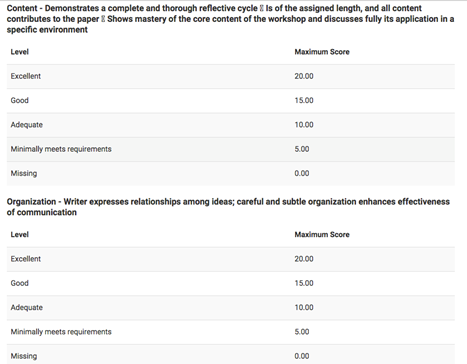 Content - Demonstrates a complete and thorough reflective cycle ▯ Is of the assigned length, and all content
contributes to the paper ▯ Shows mastery of the core content of the workshop and discusses fully its application in a
specific environment
Level Maximum Score
Excellent 20.00
Good 15.00
Adequate 10.00
Minimally meets requirements 5.00
Missing 0.00
Organization - Writer expresses relationships among ideas; careful and subtle organization enhances effectiveness
of communication
Level Maximum Score
Excellent 20.00
Good 15.00
Adequate 10.00
Minimally meets requirements 5.00
Missing 0.00